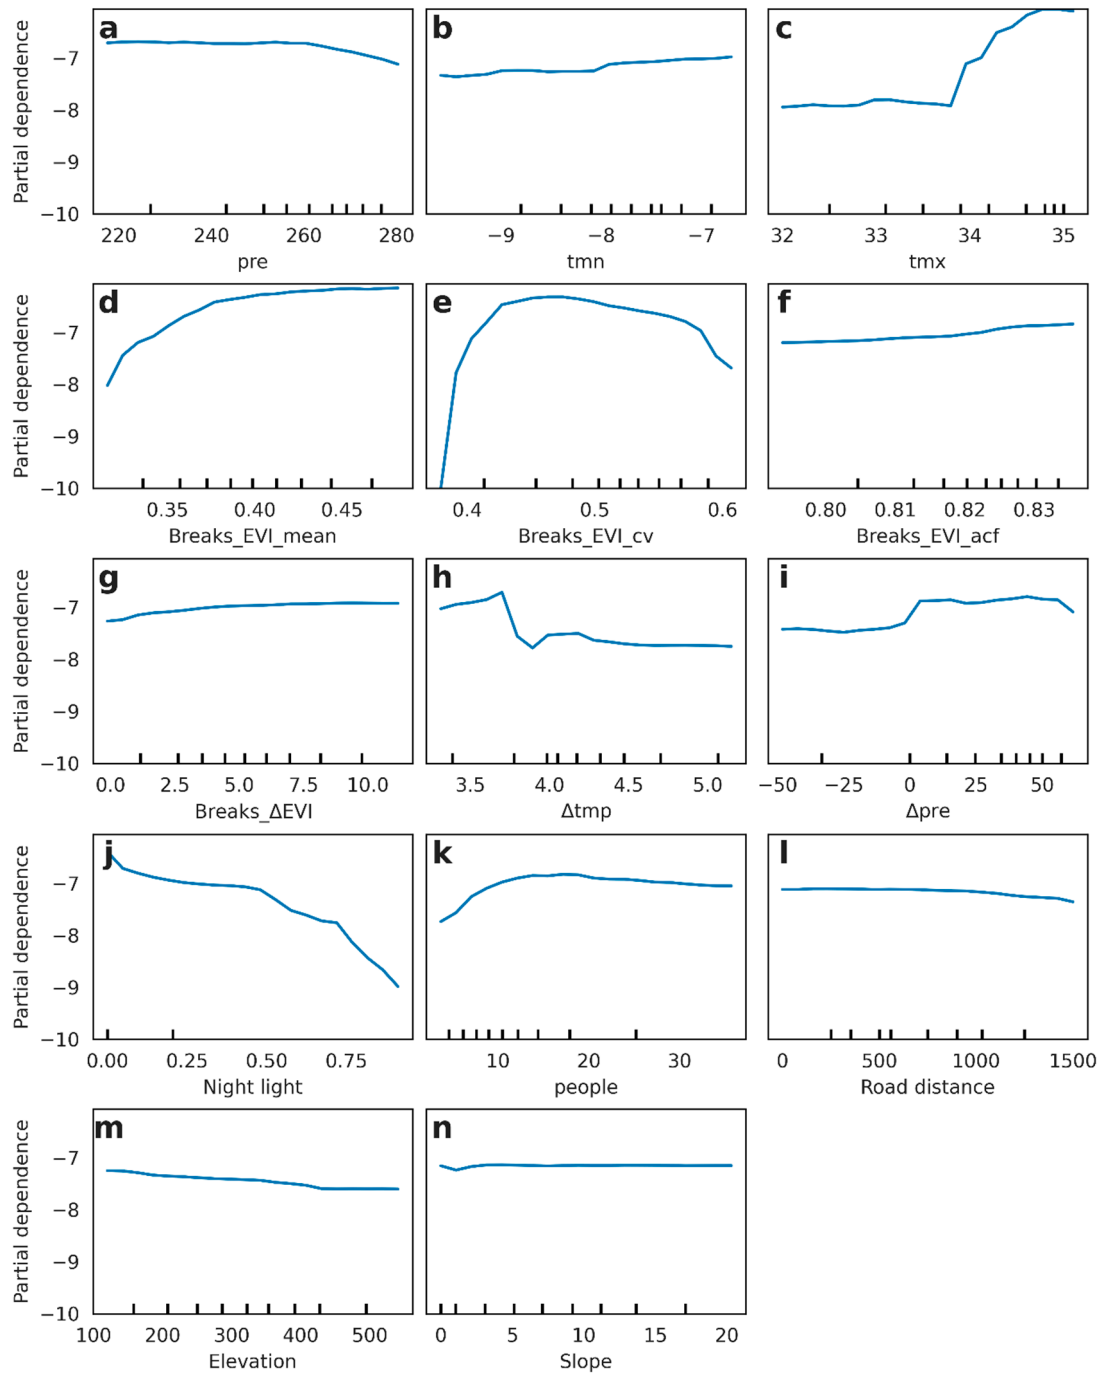 a b c
Partial dependence
−7
−8
−9
−10
220 240 260 280
−9 −8 −7
32 33 34 35
pre tmn tmx
d e f
Partial dependence
−7
−8
−9
−10
0.35 0.40 0.45
0.4 0.5 0.6
0.80 0.81 0.82 0.83
Breaks_EVI_mean Breaks_EVI_cv Breaks_EVI_acf
g h i
Partial dependence
−7
−8
−9
−10
0.0 2.5 5.0 7.5 10.0
3.5 4.0 4.5 5.0
−50 −25 0 25 50
Breaks_ΔEVI Δtmp Δpre
j k l
Partial dependence
−7
−8
−9
−10
0.00 0.25 0.50 0.75
10 20 30
0 500 1000 1500
Night light people Road distance
m n
Partial dependence
−7
−8
−9
−10
100 200 300 400 500
0 5 10 15 20
Elevation Slope